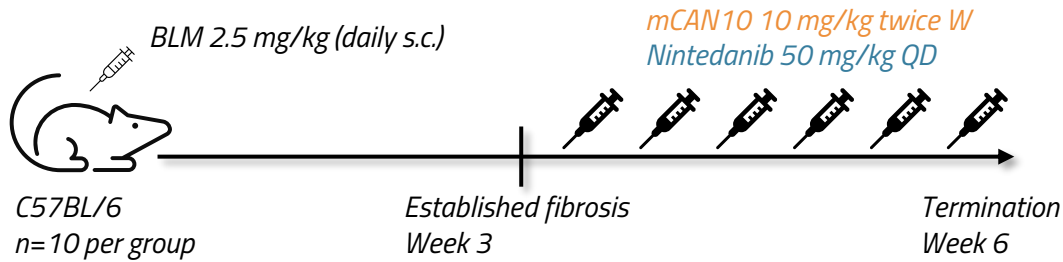 BLM 2.5 mg/kg (daily s.c.)
mCAN10 10 mg/kg twice W
Nintedanib 50 mg/kg QD
C57BL/6
n=10 per group
Established fibrosis
Week 3
Termination
Week 6